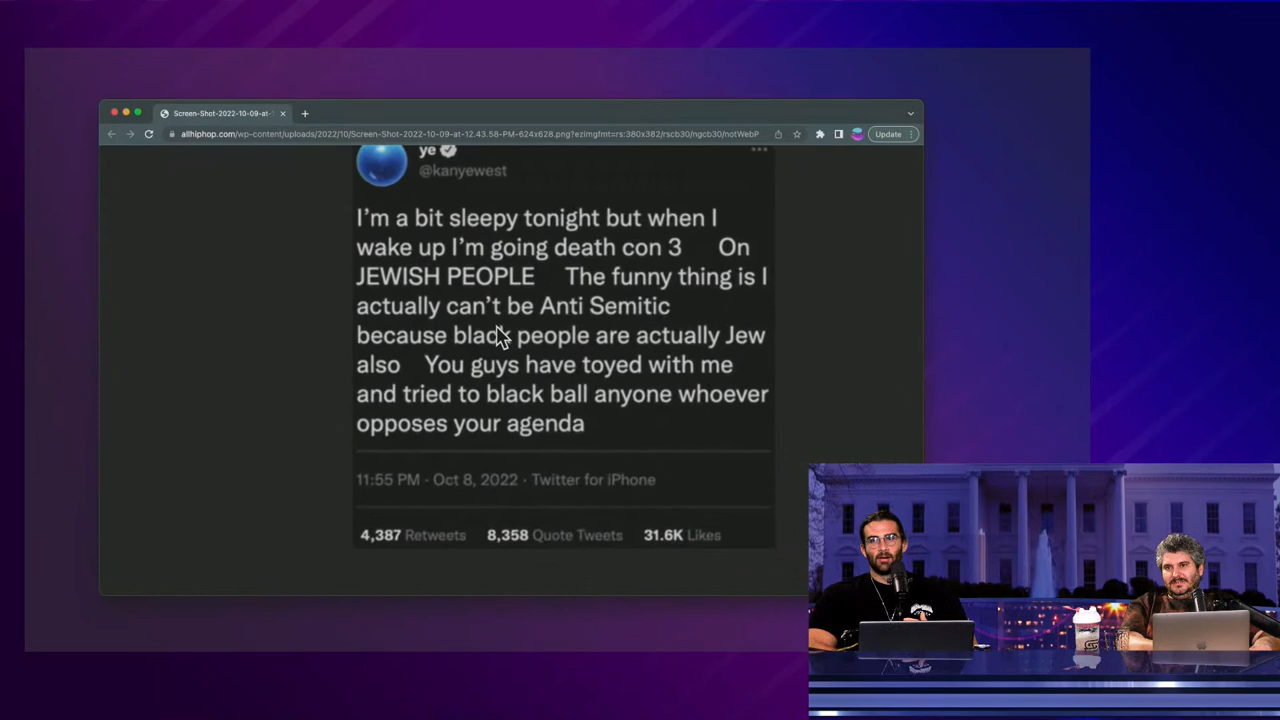 Screen-Shot-2022-10-09-at-
allhiphop.com/wp-content/uploads/2022/10/Screen-Shot-2022-10-09-at-12.43.58-PM-624x628.png?ezimgfmt=rs:380x382/rscb30/ngcb30/notWebP
Update
ye
@kanyewest
I’m a bit sleepy tonight but when I
wake up I’m going death con 3 On
JEWISH PEOPLE The funny thing is I
actually can’t be Anti Semitic
because black people are actually Jew
also You guys have toyed with me
and tried to black ball anyone whoever
opposes your agenda
11:55 PM · Oct 8, 2022 · Twitter for iPhone
4,387 Retweets 8,358 Quote Tweets 31.6K Likes